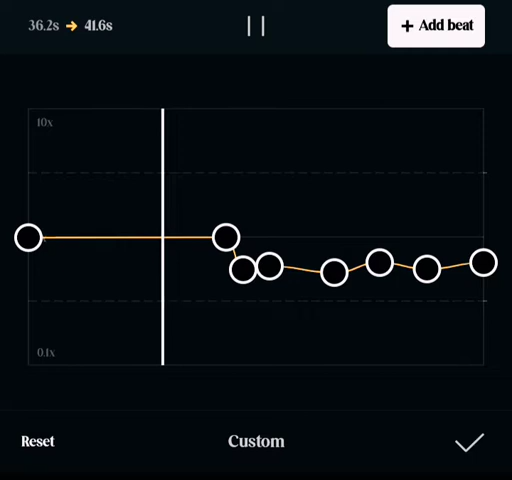 36.2s → 41.6s
+ Add beat
10x
0.1x
Reset
Custom